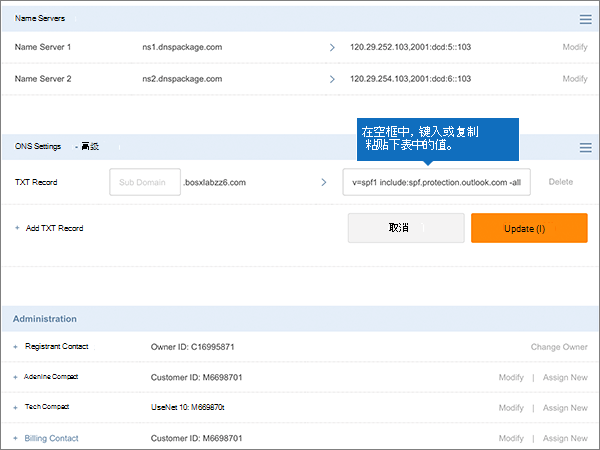 Name Servers
Name Server 1 ns1.dnspackage.com 120.29.252.103,2001:dcd:5::103 Modify
Name Server 2 ns2.dnspackage.com 120.29.254.103,2001:dcd:6::103 Modify
在空框中，键入或复制
粘贴下表中的值。
ONS Settings - 高級
TXT Record Sub Domain .bosxlabzz6.com v=spf1 include:spf.protection.outlook.com -all Delete
+ Add TXT Record 取消 Update (I)
Administration
+ Registrant Contact Owner ID: C16995871 Change Owner
+ Adenine Compact Customer ID: M6698701 Modify | Assign New
+ Tech Compact UseNet 10: M669870t Modify | Assign New
+ Billing Contact Customer ID: M6698701 Modify | Assign New